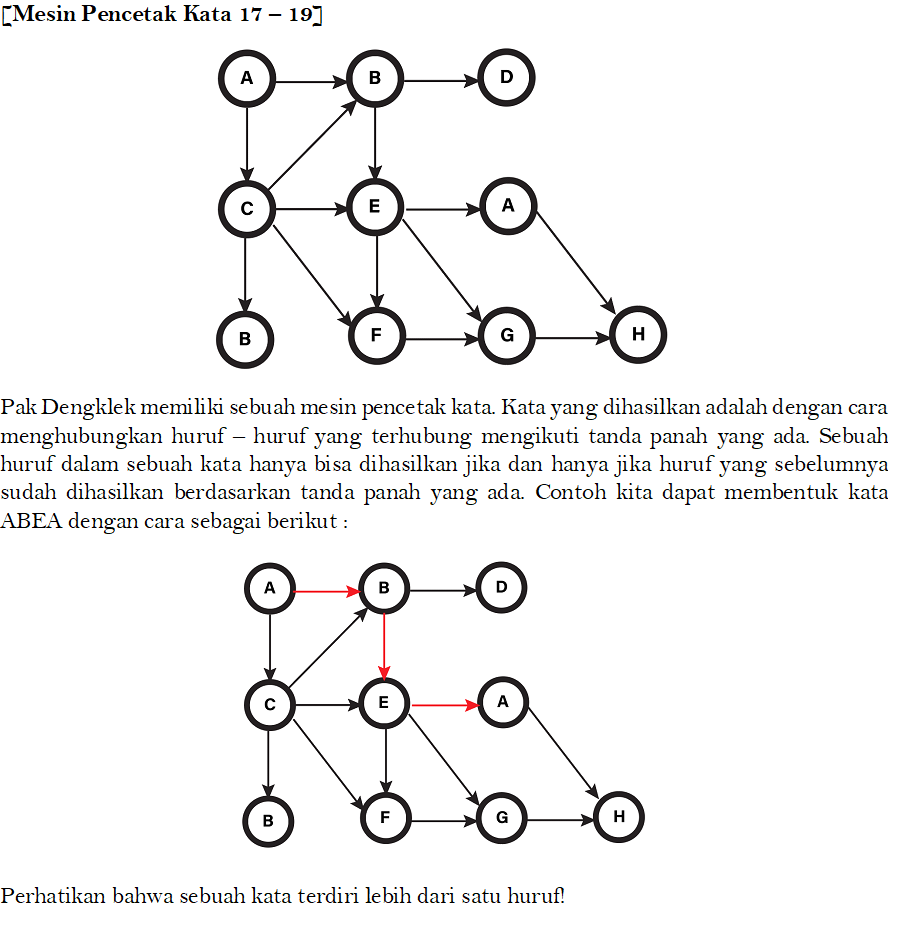 [Mesin Pencetak Kata 17 – 19]
A B D
C E A
B F G H
Pak Dengklek memiliki sebuah mesin pencetak kata. Kata yang dihasilkan adalah dengan cara
menghubungkan huruf – huruf yang terhubung mengikuti tanda panah yang ada. Sebuah
huruf dalam sebuah kata hanya bisa dihasilkan jika dan hanya jika huruf yang sebelumnya
sudah dihasilkan berdasarkan tanda panah yang ada. Contoh kita dapat membentuk kata
ABEA dengan cara sebagai berikut :
A B D
C E A
B F G H
Perhatikan bahwa sebuah kata terdiri lebih dari satu huruf!